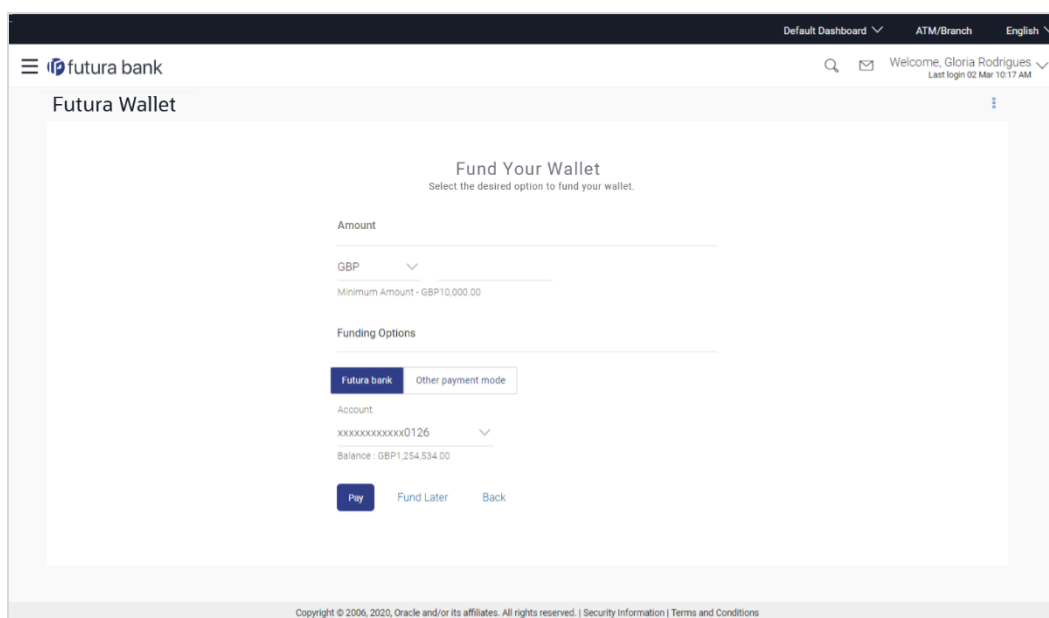 Default Dashboard ATM/Branch English
futura bank
Welcome, Gloria Rodrigues
Last login 02 Mar 10:17 AM
Futura Wallet
Fund Your Wallet
Select the desired option to fund your wallet.
Amount
GBP
Minimum Amount - GBP10,000.00
Funding Options
Futura bank Other payment mode
Account
xxxxxxxxxxxx0126
Balance : GBP1,254,534.00
Pay Fund Later Back
Copyright © 2006, 2020, Oracle and/or its affiliates. All rights reserved. | Security Information | Terms and Conditions